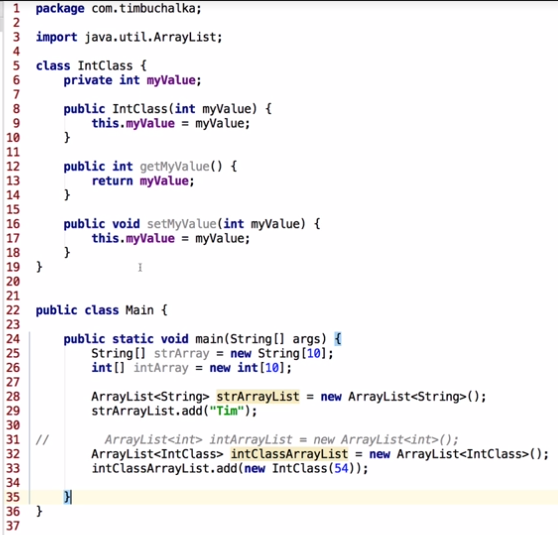 1 package com.timbuchalka;
2
3 import java.util.ArrayList;
4
5 class IntClass {
6     private int myValue;
7
8     public IntClass(int myValue) {
9         this.myValue = myValue;
10     }
11
12     public int getMyValue() {
13         return myValue;
14     }
15
16     public void setMyValue(int myValue) {
17         this.myValue = myValue;
18     }
19 }
20
21
22 public class Main {
23
24     public static void main(String[] args) {
25         String[] strArray = new String[10];
26         int[] intArray = new int[10];
27
28         ArrayList<String> strArrayList = new ArrayList<String>();
29         strArrayList.add("Tim");
30
31 //        ArrayList<int> intArrayList = new ArrayList<int>();
32         ArrayList<IntClass> intClassArrayList = new ArrayList<IntClass>();
33         intClassArrayList.add(new IntClass(54));
34
35     }
36 }
37